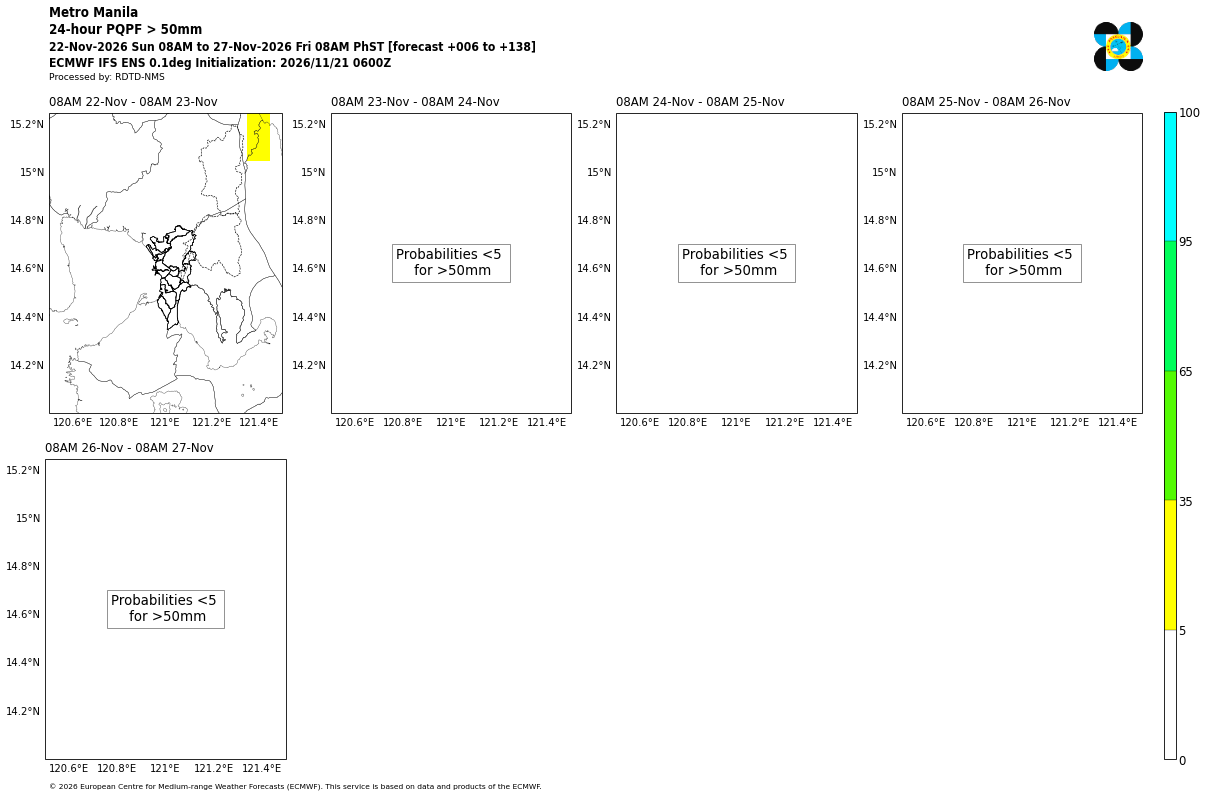 Metro Manila
24-hour PQPF > 50mm
22-Nov-2026 Sun 08AM to 27-Nov-2026 Fri 08AM PhST [forecast +006 to +138]
ECMWF IFS ENS 0.1deg Initialization: 2026/11/21 0600Z
Processed by: RDTD-NMS
08AM 22-Nov - 08AM 23-Nov
08AM 23-Nov - 08AM 24-Nov
08AM 24-Nov - 08AM 25-Nov
08AM 25-Nov - 08AM 26-Nov
15.2°N
15°N
14.8°N
14.6°N
14.4°N
14.2°N
120.6°E 120.8°E 121°E 121.2°E 121.4°E
15.2°N
15°N
14.8°N
14.6°N
14.4°N
14.2°N
Probabilities <5
for >50mm
120.6°E 120.8°E 121°E 121.2°E 121.4°E
15.2°N
15°N
14.8°N
14.6°N
14.4°N
14.2°N
Probabilities <5
for >50mm
120.6°E 120.8°E 121°E 121.2°E 121.4°E
15.2°N
15°N
14.8°N
14.6°N
14.4°N
14.2°N
Probabilities <5
for >50mm
120.6°E 120.8°E 121°E 121.2°E 121.4°E
100
95
65
35
5
0
08AM 26-Nov - 08AM 27-Nov
15.2°N
15°N
14.8°N
14.6°N
14.4°N
14.2°N
Probabilities <5
for >50mm
120.6°E 120.8°E 121°E 121.2°E 121.4°E
© 2026 European Centre for Medium-range Weather Forecasts (ECMWF). This service is based on data and products of the ECMWF.